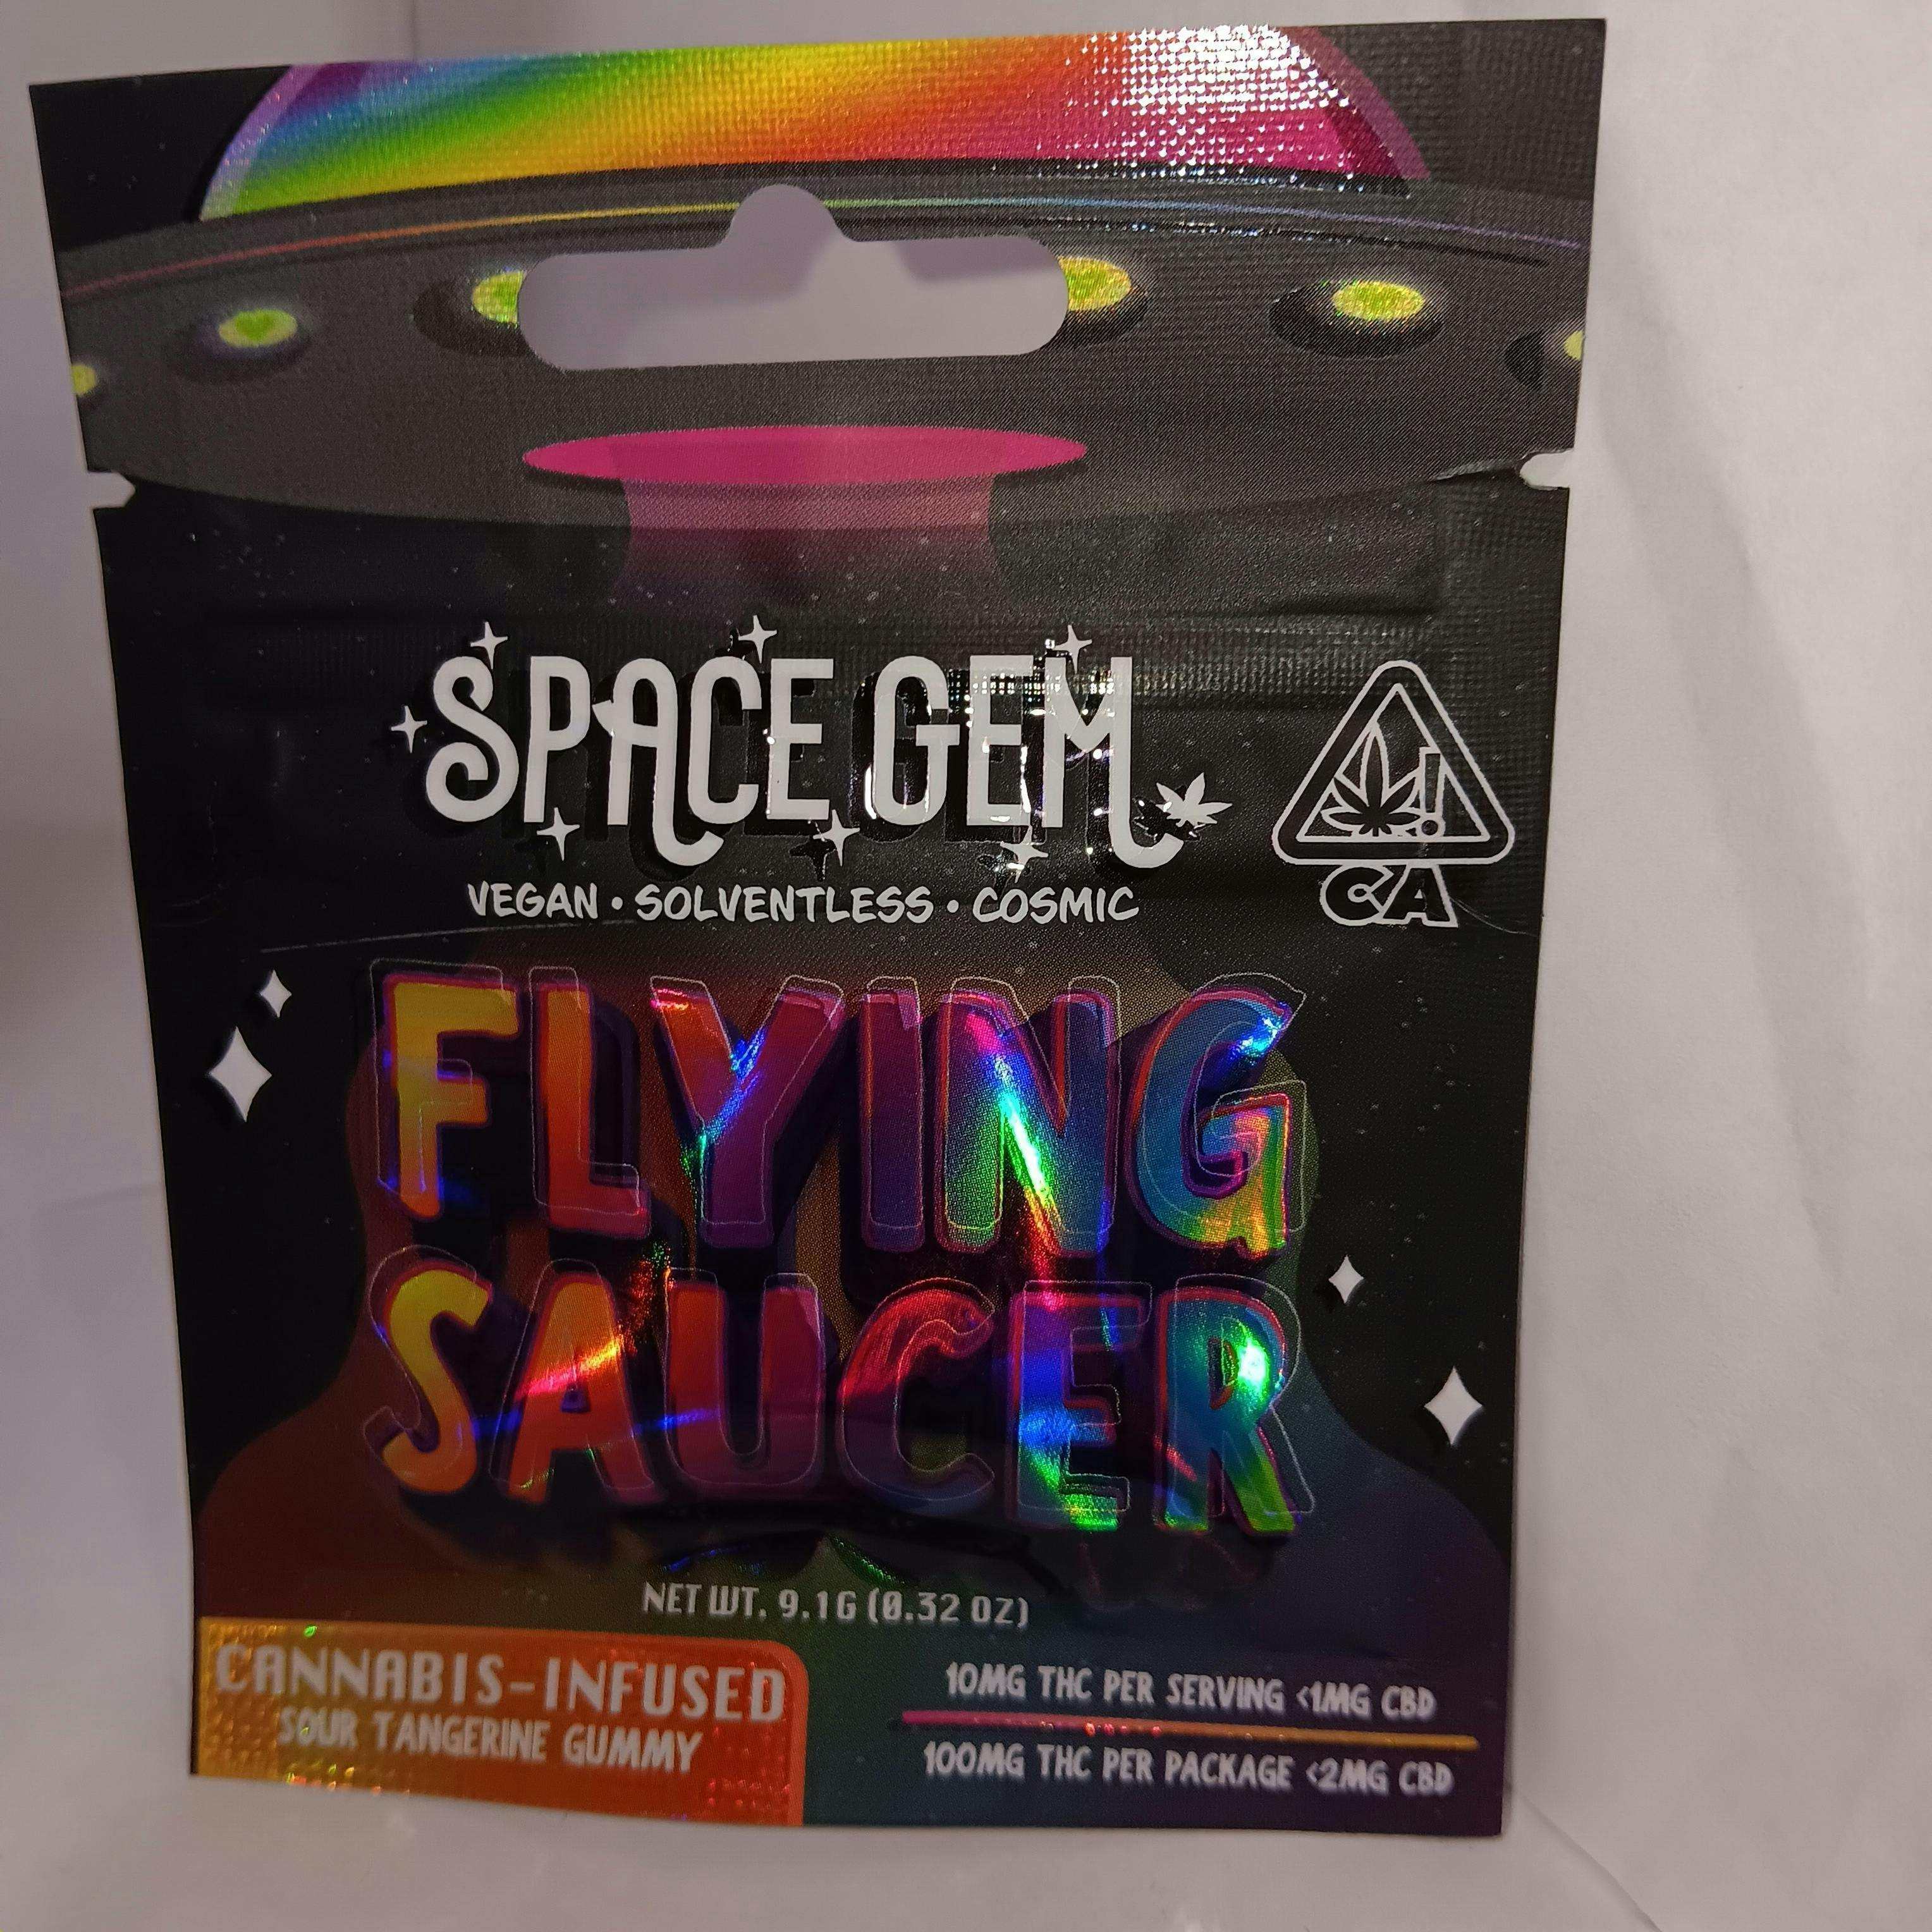 SPACE GEM
VEGAN • SOLVENTLESS • COSMIC
CA
FLYING
SAUCER
NET WT. 9.1G (0.32 OZ)
CANNABIS-INFUSED
SOUR TANGERINE GUMMY
10MG THC PER SERVING <1MG CBD
100MG THC PER PACKAGE <2MG CBD